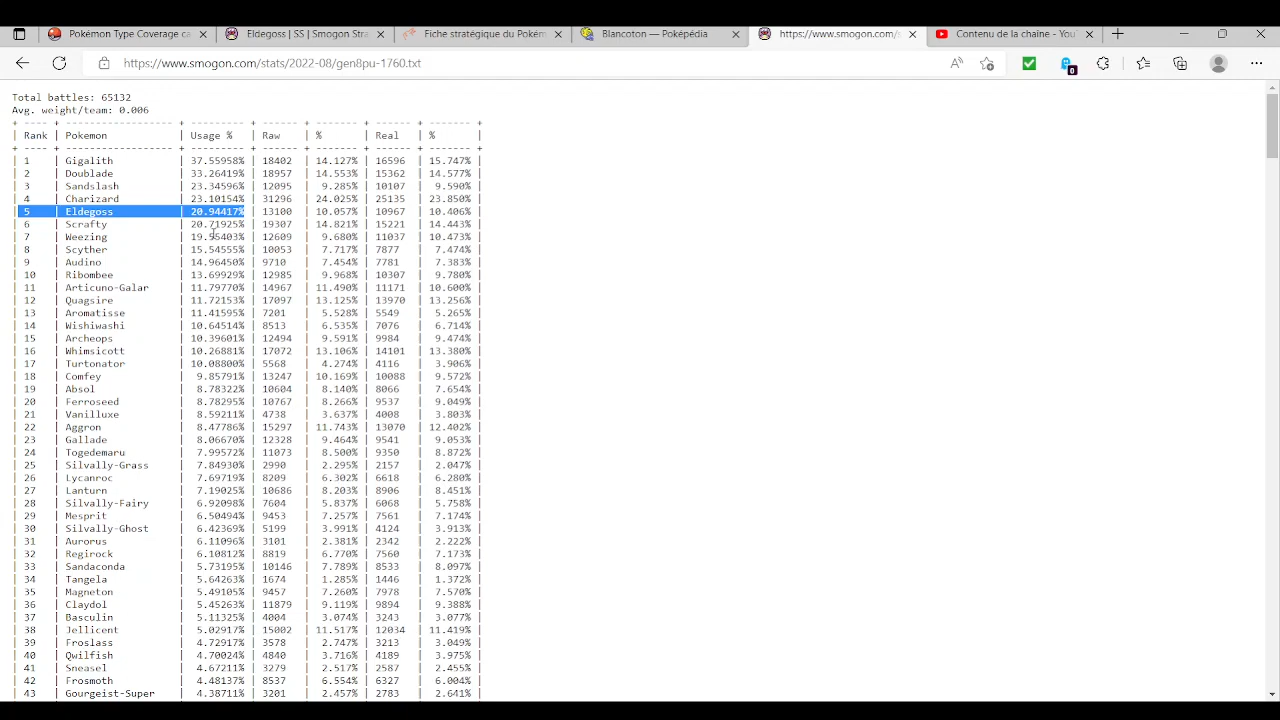 Pokémon Type Coverage ca
Eldegoss | SS | Smogon Stra
Fiche stratégique du Pokém
Blancoton — Poképédia
https://www.smogon.com/s
Contenu de la chaîne - You
https://www.smogon.com/stats/2022-08/gen8pu-1760.txt
0
Total battles: 65132
Avg. weight/team: 0.006
+ ---- + ------------------ + --------- + ------ + ------- + ------ + ------- +
| Rank | Pokemon | Usage % | Raw | % | Real | % |
+ ---- + ------------------ + --------- + ------ + ------- + ------ + ------- +
| 1 | Gigalith | 37.55958% | 18402 | 14.127% | 16596 | 15.747% |
| 2 | Doublade | 33.26419% | 18957 | 14.553% | 15362 | 14.577% |
| 3 | Sandslash | 23.34596% | 12095 | 9.285% | 10107 | 9.590% |
| 4 | Charizard | 23.10154% | 31296 | 24.025% | 25135 | 23.850% |
| 5 | Eldegoss | 20.94417% | 13100 | 10.057% | 10967 | 10.406% |
| 6 | Scrafty | 20.71925% | 19307 | 14.821% | 15221 | 14.443% |
| 7 | Weezing | 12609 | 9.680% | 11037 | 10.473% |
| 8 | Scyther | 15.54555% | 10053 | 7.717% | 7877 | 7.474% |
| 9 | Audino | 14.96450% | 9710 | 7.454% | 7781 | 7.383% |
| 10 | Ribombee | 13.69929% | 12985 | 9.968% | 10307 | 9.780% |
| 11 | Articuno-Galar | 11.79770% | 14967 | 11.490% | 11171 | 10.600% |
| 12 | Quagsire | 11.72153% | 17097 | 13.125% | 13970 | 13.256% |
| 13 | Aromatisse | 11.41595% | 7201 | 5.528% | 5549 | 5.265% |
| 14 | Wishiwashi | 10.64514% | 8513 | 6.535% | 7076 | 6.714% |
| 15 | Archeops | 10.39601% | 12494 | 9.591% | 9984 | 9.474% |
| 16 | Whimsicott | 10.26881% | 17072 | 13.106% | 14101 | 13.380% |
| 17 | Turtonator | 10.08800% | 5568 | 4.274% | 4116 | 3.906% |
| 18 | Comfey | 9.85791% | 13247 | 10.169% | 10088 | 9.572% |
| 19 | Absol | 8.78322% | 10604 | 8.140% | 8066 | 7.654% |
| 20 | Ferroseed | 8.78295% | 10767 | 8.266% | 9537 | 9.049% |
| 21 | Vanilluxe | 8.59211% | 4738 | 3.637% | 4008 | 3.803% |
| 22 | Aggron | 8.47786% | 15297 | 11.743% | 13070 | 12.402% |
| 23 | Gallade | 8.06670% | 12328 | 9.464% | 9541 | 9.053% |
| 24 | Togedemaru | 7.99572% | 11073 | 8.500% | 9350 | 8.872% |
| 25 | Silvally-Grass | 7.84930% | 2990 | 2.295% | 2157 | 2.047% |
| 26 | Lycanroc | 7.69719% | 8209 | 6.302% | 6618 | 6.280% |
| 27 | Lanturn | 7.19025% | 10686 | 8.203% | 8906 | 8.451% |
| 28 | Silvally-Fairy | 6.92098% | 7604 | 5.837% | 6068 | 5.758% |
| 29 | Mesprit | 6.50494% | 9453 | 7.257% | 7561 | 7.174% |
| 30 | Silvally-Ghost | 6.42369% | 5199 | 3.991% | 4124 | 3.913% |
| 31 | Aurorus | 6.11096% | 3101 | 2.381% | 2342 | 2.222% |
| 32 | Regirock | 6.10812% | 8819 | 6.770% | 7560 | 7.173% |
| 33 | Sandaconda | 5.73195% | 10146 | 7.789% | 8533 | 8.097% |
| 34 | Tangela | 5.64263% | 1674 | 1.285% | 1446 | 1.372% |
| 35 | Magneton | 5.49105% | 9457 | 7.260% | 7978 | 7.570% |
| 36 | Claydol | 5.45263% | 11879 | 9.119% | 9894 | 9.388% |
| 37 | Basculin | 5.11325% | 4004 | 3.074% | 3243 | 3.077% |
| 38 | Jellicent | 5.02917% | 15002 | 11.517% | 12034 | 11.419% |
| 39 | Froslass | 4.72917% | 3578 | 2.747% | 3213 | 3.049% |
| 40 | Qwilfish | 4.70024% | 4840 | 3.716% | 4189 | 3.975% |
| 41 | Sneasel | 4.67211% | 3279 | 2.517% | 2587 | 2.455% |
| 42 | Frosmoth | 4.48137% | 8537 | 6.554% | 6327 | 6.004% |
| 43 | Gourgeist-Super | 4.38711% | 3201 | 2.457% | 2783 | 2.641% |